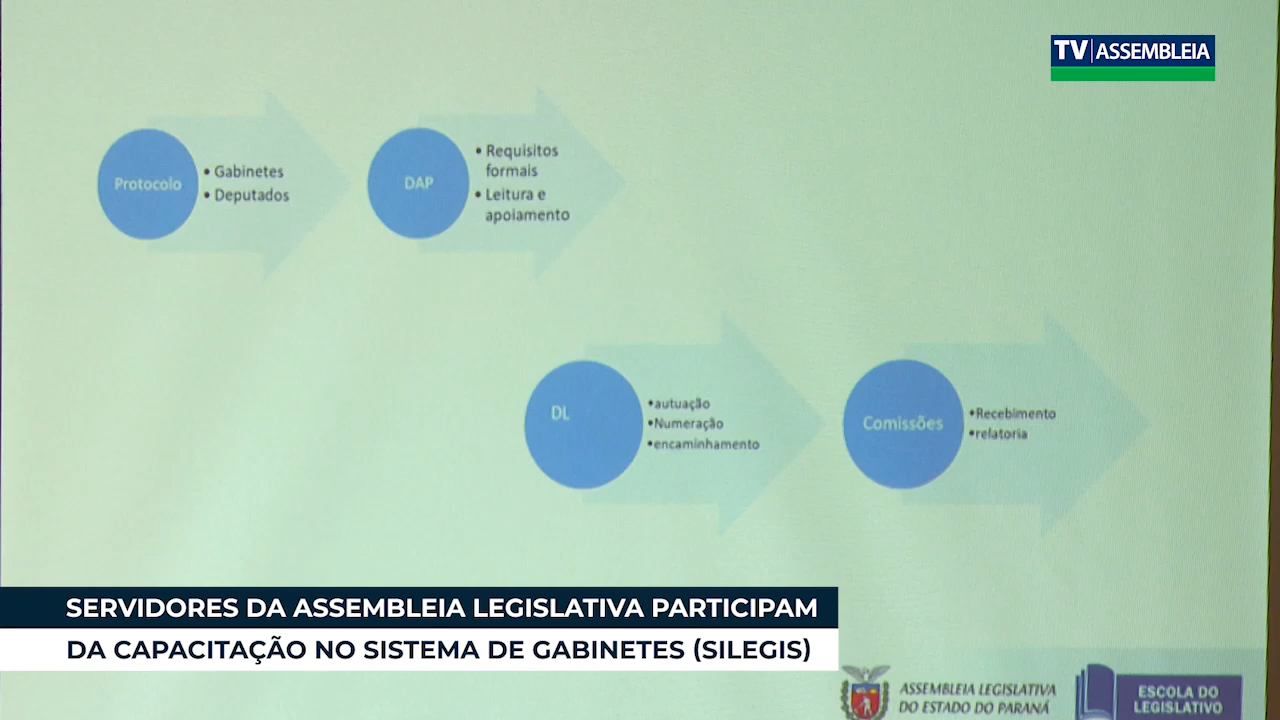 TV ASSEMBLEIA
Protocolo
• Gabinetes
• Deputados
DAP
• Requisitos
formais
• Leitura e
apoiamento
DL
•autuação
•Numeração
•encaminhamento
Comissões
•Recebimento
•relatoria
SERVIDORES DA ASSEMBLEIA LEGISLATIVA PARTICIPAM
DA CAPACITAÇÃO NO SISTEMA DE GABINETES (SILEGIS)
ASSEMBLEIA LEGISLATIVA
DO ESTADO DO PARANÁ
ESCOLA DO
LEGISLATIVO